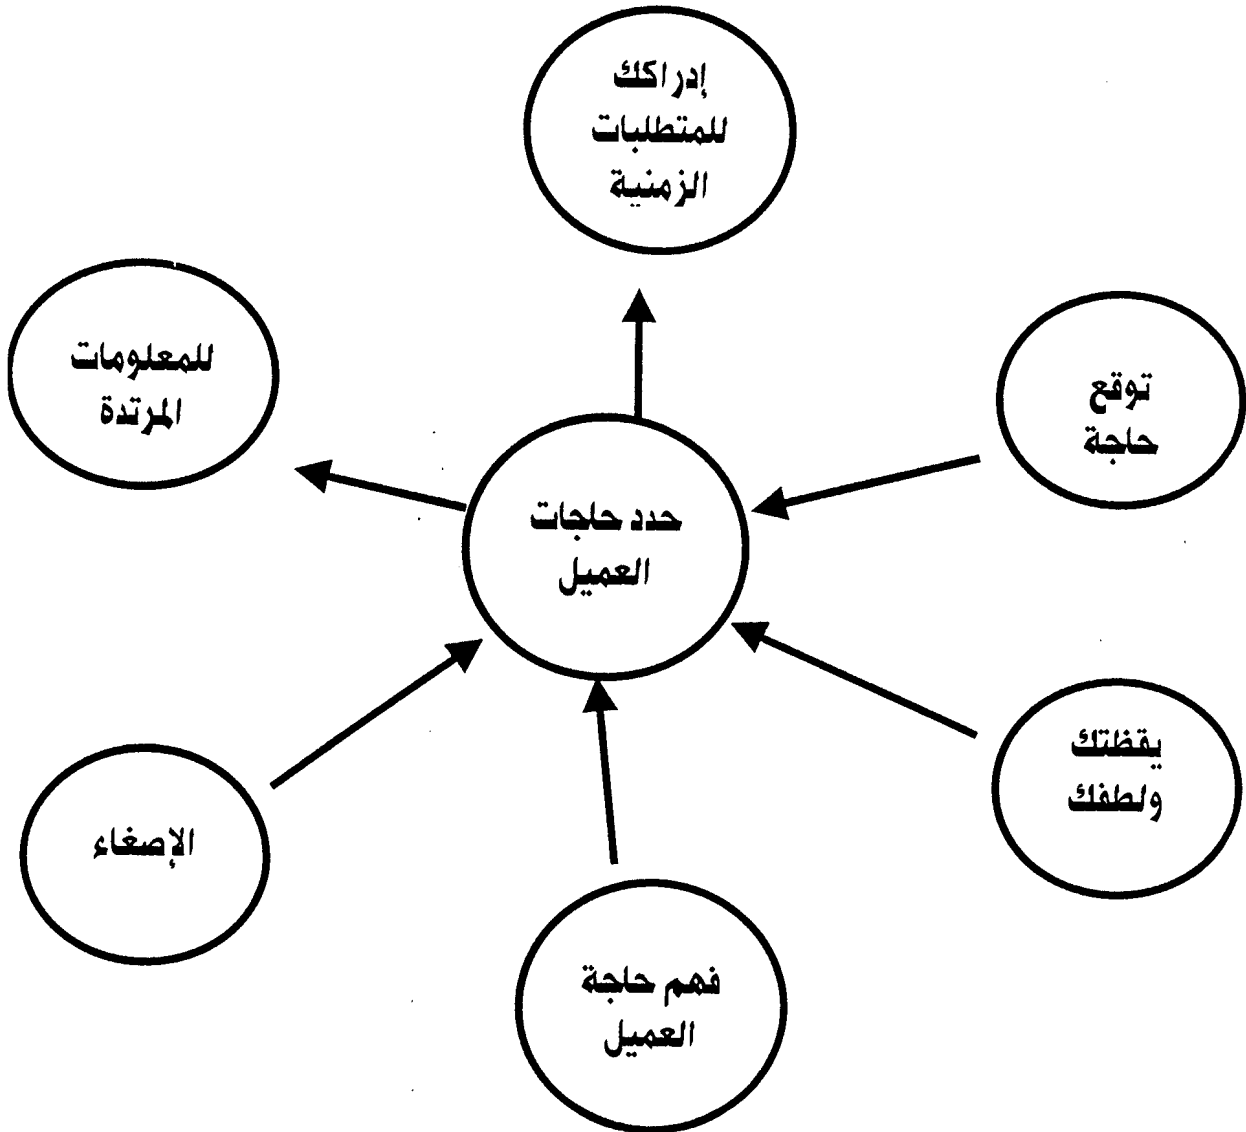 إدراكك
للمتطلبات
الزمنية
للمعلومات
المرتدة
توقع
حاجة
حدد حاجات
العميل
يقظتك
ولطفك
الإصغاء
فهم حاجة
العميل